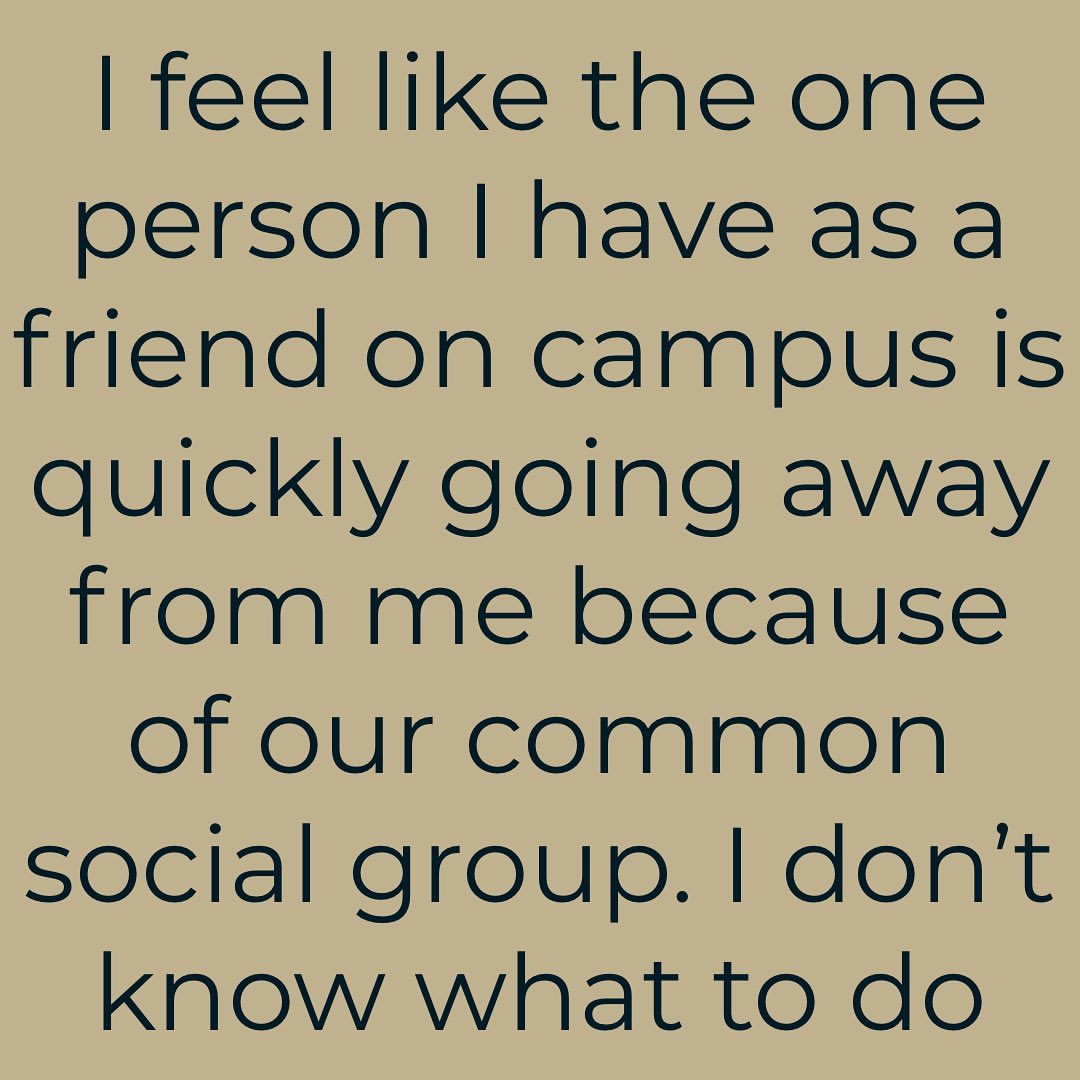 I feel like the one
person I have as a
friend on campus is
quickly going away
from me because
of our common
social group. I don’t
know what to do